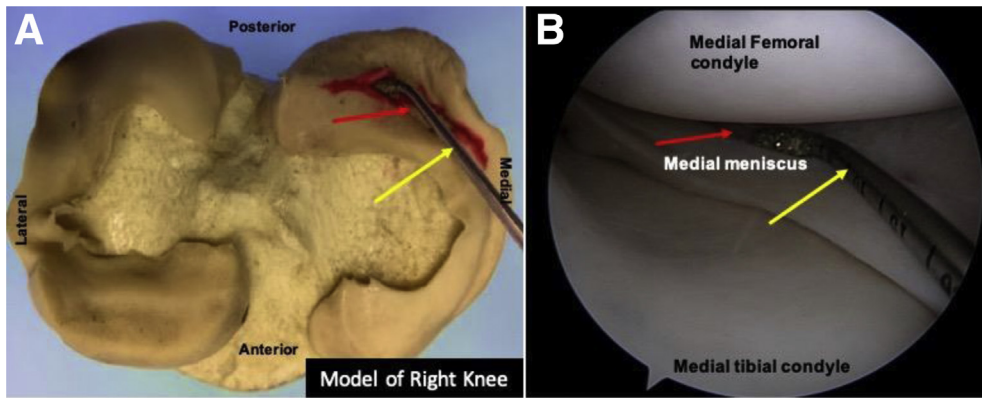 A
Posterior
Lateral
Medial
Anterior
Model of Right Knee
B
Medial Femoral
condyle
Medial meniscus
Medial tibial condyle